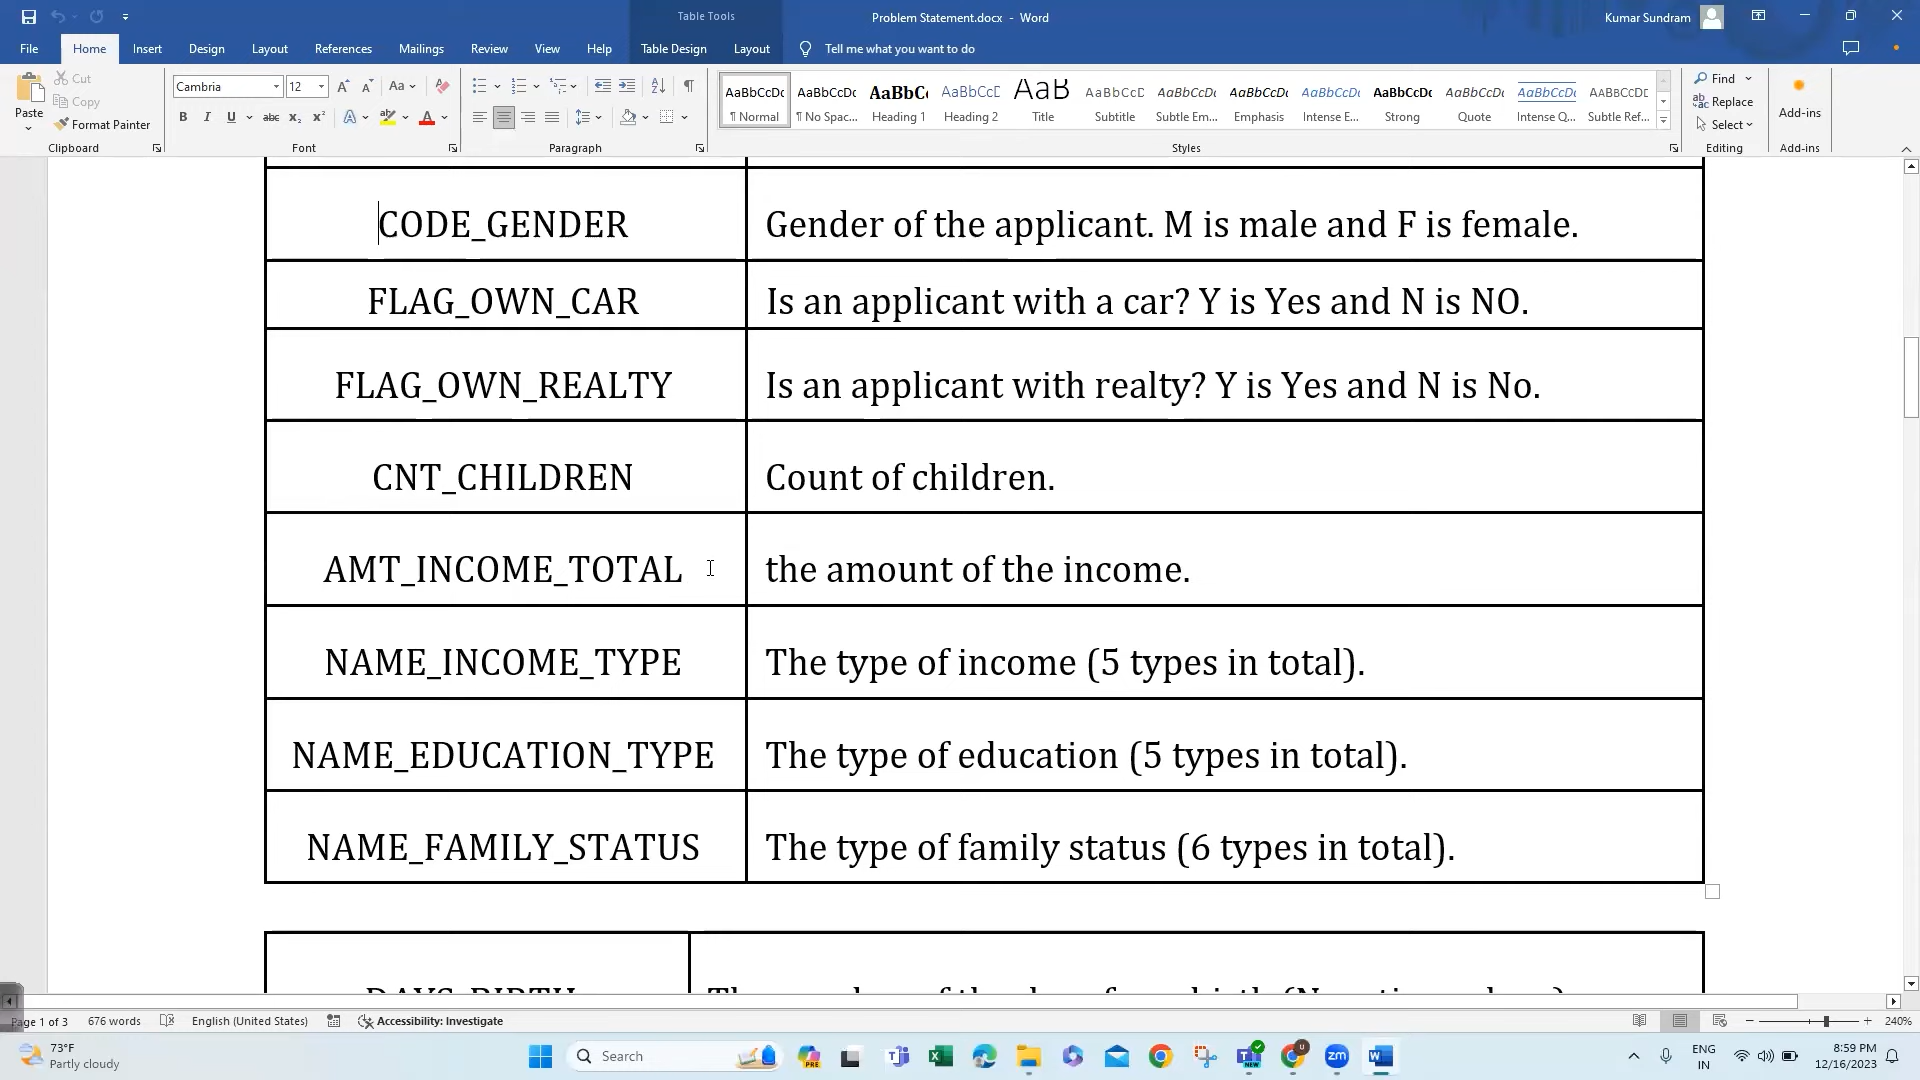 Table Tools
Problem Statement.docx - Word
Kumar Sundram
File Home Insert Design Layout References Mailings Review View Help Table Design Layout Tell me what you want to do
Paste
Cut
Copy
Format Painter
Clipboard
Cambria 12
Font
Paragraph
AaBbCcDc AaBbCcDc AaBbC AaBbCcD AaB AaBbCcD AaBbCcDc AaBbCcDc AaBbCcDc AaBbCcDc AaBbCcDc AaBbCcDc AABBCCDE
¶ Normal ¶ No Spac... Heading 1 Heading 2 Title Subtitle Subtle Em... Emphasis Intense E... Strong Quote Intense Q... Subtle Ref...
Styles
Find
Replace
Select
Editing
Add-ins
Add-ins
CODE_GENDER Gender of the applicant. M is male and F is female.
FLAG_OWN_CAR Is an applicant with a car? Y is Yes and N is NO.
FLAG_OWN_REALTY Is an applicant with realty? Y is Yes and N is No.
CNT_CHILDREN Count of children.
AMT_INCOME_TOTAL the amount of the income.
NAME_INCOME_TYPE The type of income (5 types in total).
NAME_EDUCATION_TYPE The type of education (5 types in total).
NAME_FAMILY_STATUS The type of family status (6 types in total).
Page 1 of 3 676 words English (United States) Accessibility: Investigate 240%
73°F
Partly cloudy
Search
ENG
IN
8:59 PM
12/16/2023